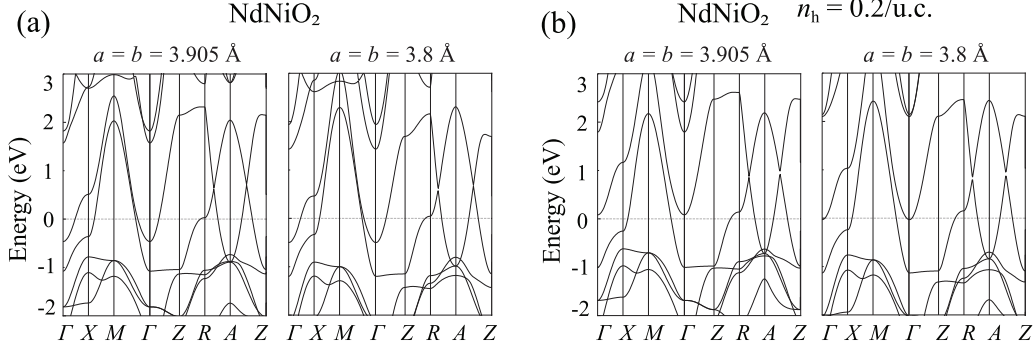 (a) NdNiO₂ (b) NdNiO₂ nₕ = 0.2/u.c.
a = b = 3.905 Å a = b = 3.8 Å a = b = 3.905 Å a = b = 3.8 Å
Energy (eV)
3
2
1
0
-1
-2
Γ X M Γ Z R A Z
Γ X M Γ Z R A Z
Energy (eV)
3
2
1
0
-1
-2
Γ X M Γ Z R A Z
Γ X M Γ Z R A Z